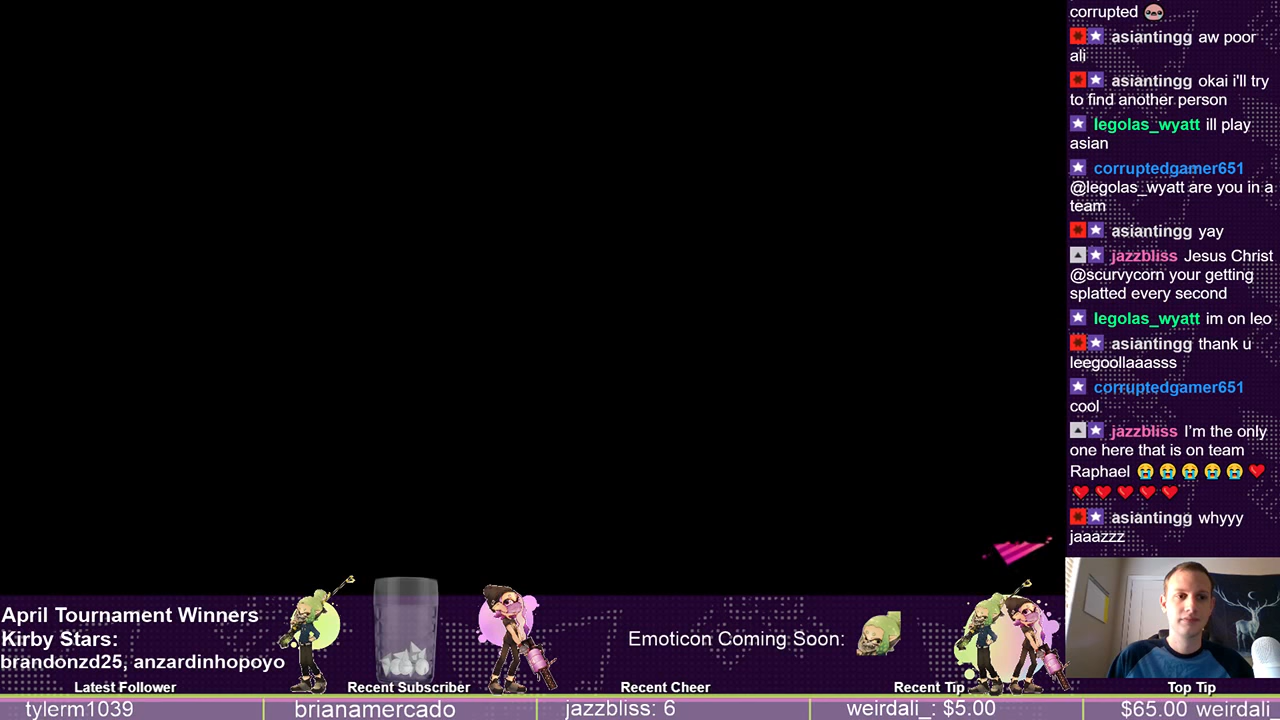 corrupted
asiantingg aw poor
ali
asiantingg okai i'll try
to find another person
legolas_wyatt ill play
asian
corruptedgamer651
@legolas_wyatt are you in a
team
asiantingg yay
jazzbliss Jesus Christ
@scurvycorn your getting
splatted every second
legolas_wyatt im on leo
asiantingg thank u
leegoollaaasss
corruptedgamer651
cool
jazzbliss I'm the only
one here that is on team
Raphael 😭😭😭😭😭❤
❤❤❤❤❤
asiantingg whyyy
jaaazzz
April Tournament Winners
Kirby Stars:
brandonzd25, anzardinhopoyo
Emoticon Coming Soon:
Latest Follower
Recent Subscriber
Recent Cheer
Recent Tip
Top Tip
tylerm1039
brianamercado
jazzbliss: 6
weirdali_: $5.00
$65.00 weirdali